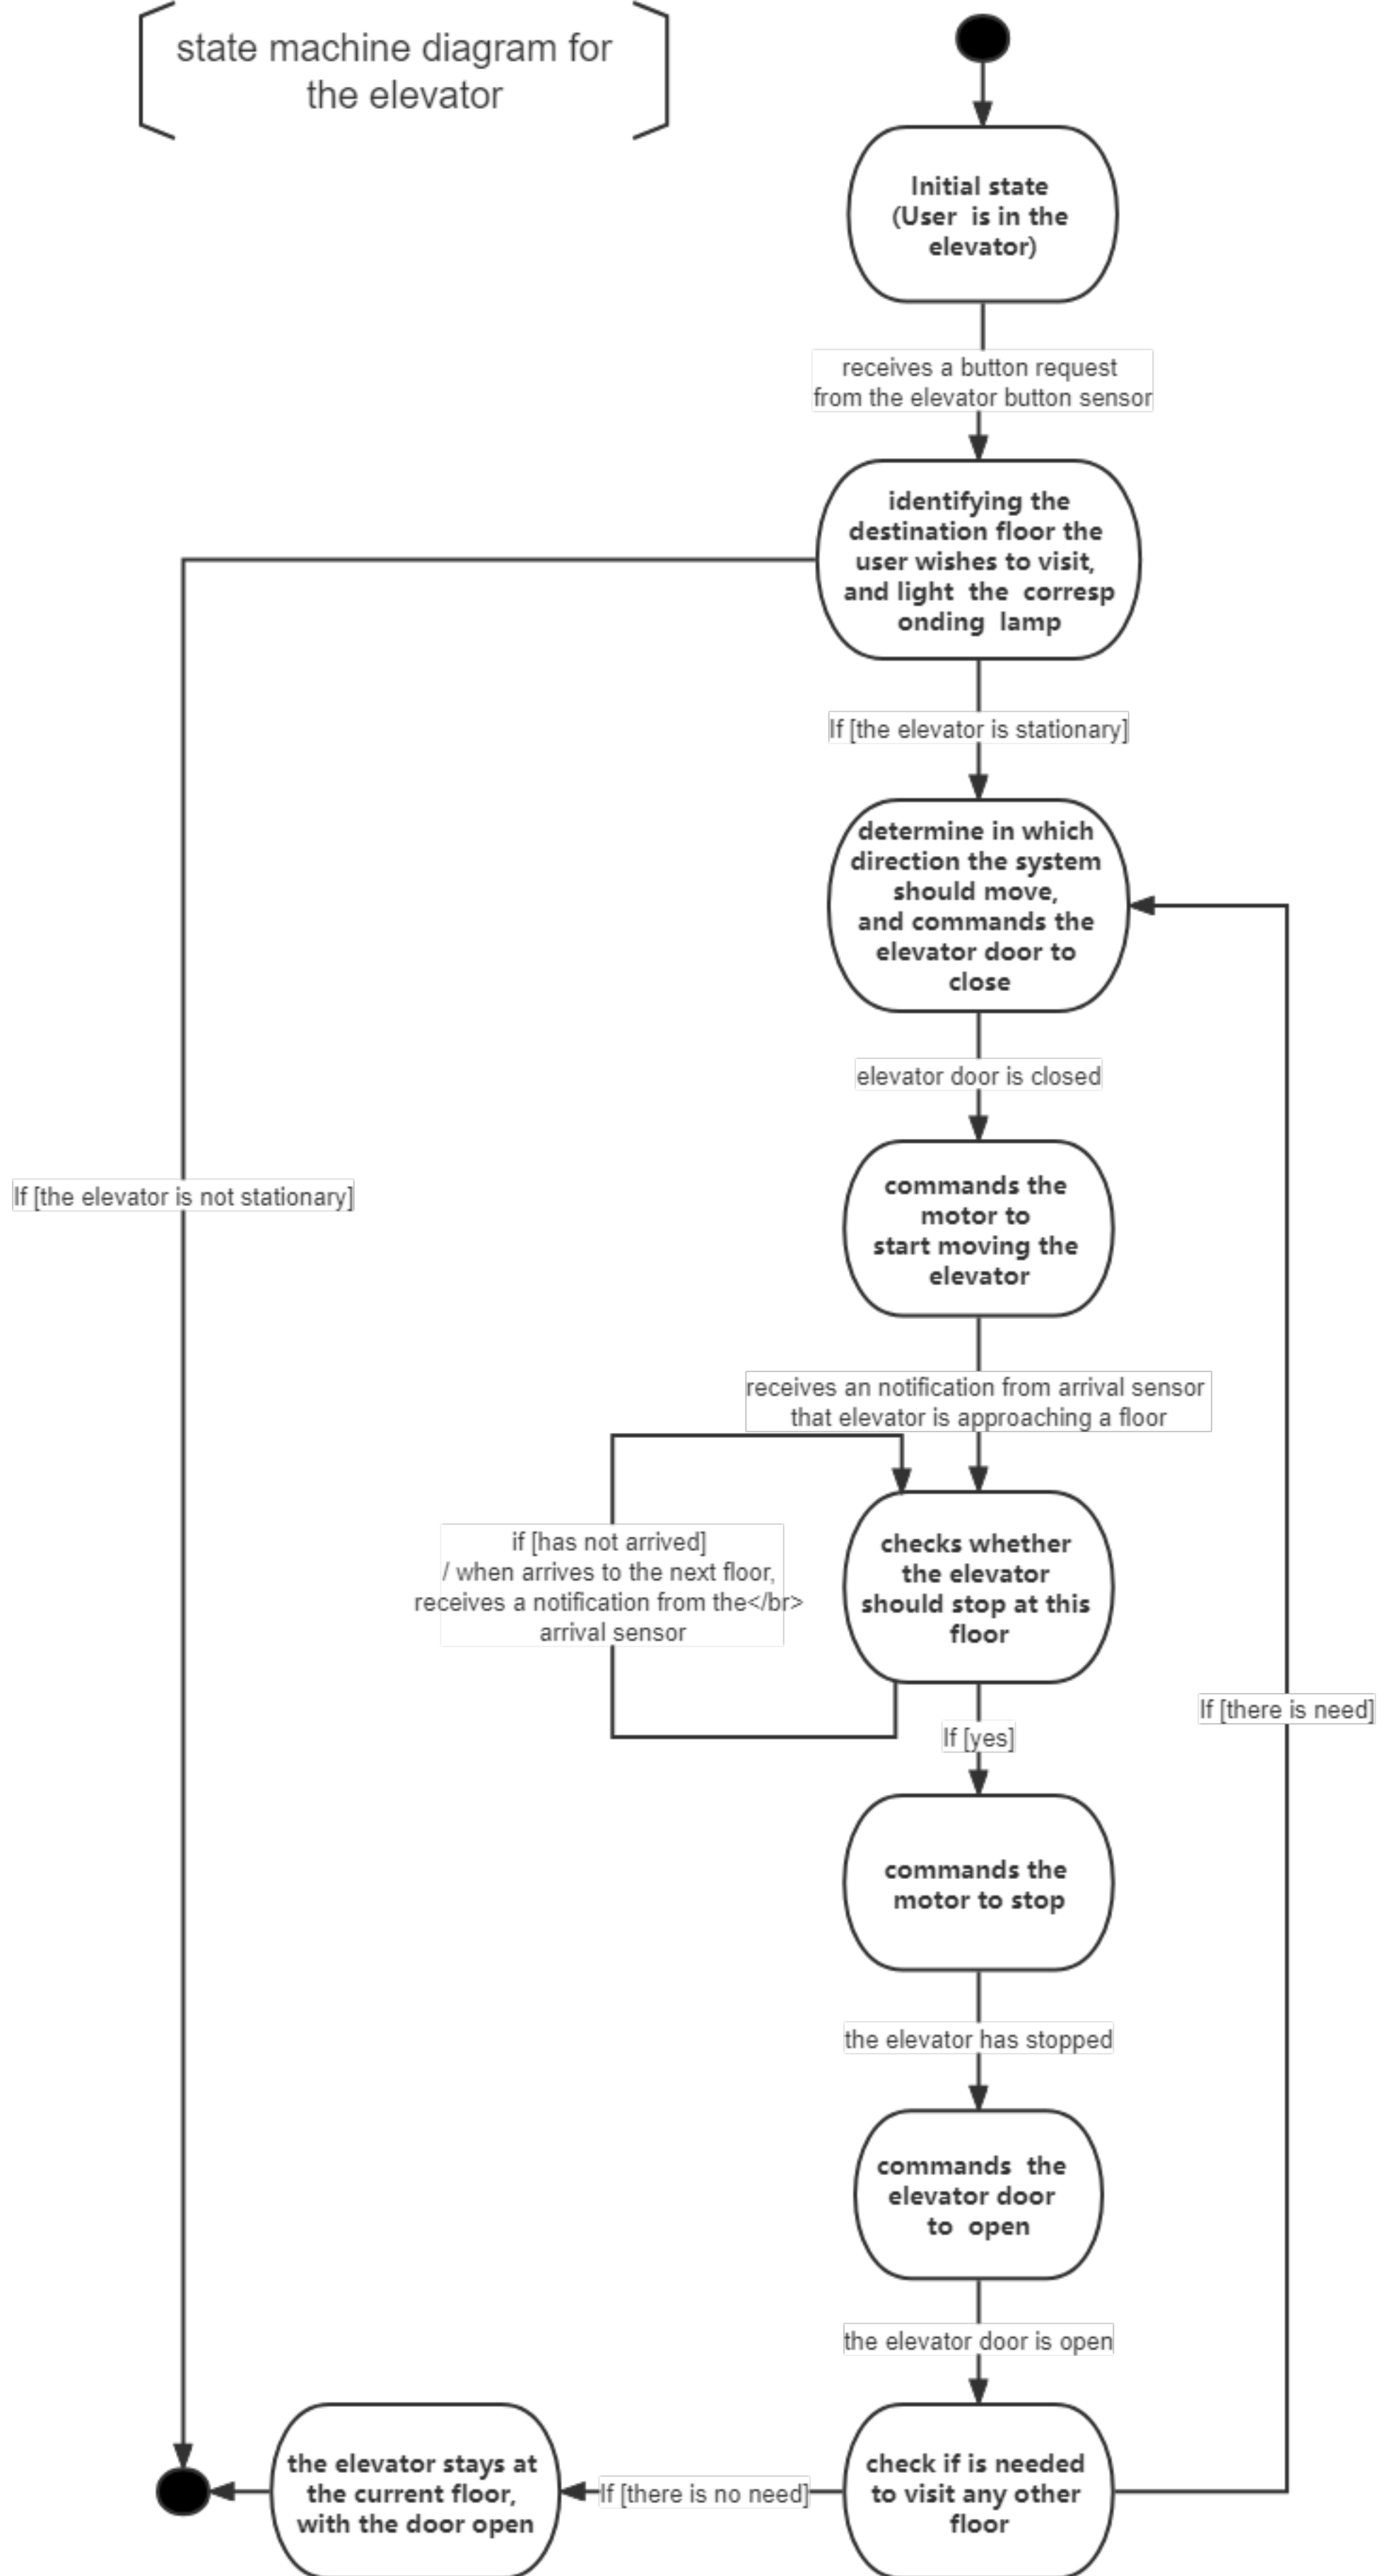 state machine diagram for
the elevator
Initial state
(User is in the
elevator)
receives a button request
from the elevator button sensor
identifying the
destination floor the
user wishes to visit,
and light the corresp
onding lamp
If [the elevator is stationary]
determine in which
direction the system
should move,
and commands the
elevator door to
close
elevator door is closed
commands the
motor to
start moving the
elevator
If [the elevator is not stationary]
receives an notification from arrival sensor
that elevator is approaching a floor
if [has not arrived]
/ when arrives to the next floor,
receives a notification from the</br>
arrival sensor
checks whether
the elevator
should stop at this
floor
If [there is need]
If [yes]
commands the
motor to stop
the elevator has stopped
commands the
elevator door
to open
the elevator door is open
the elevator stays at
the current floor,
with the door open
If [there is no need]
check if is needed
to visit any other
floor